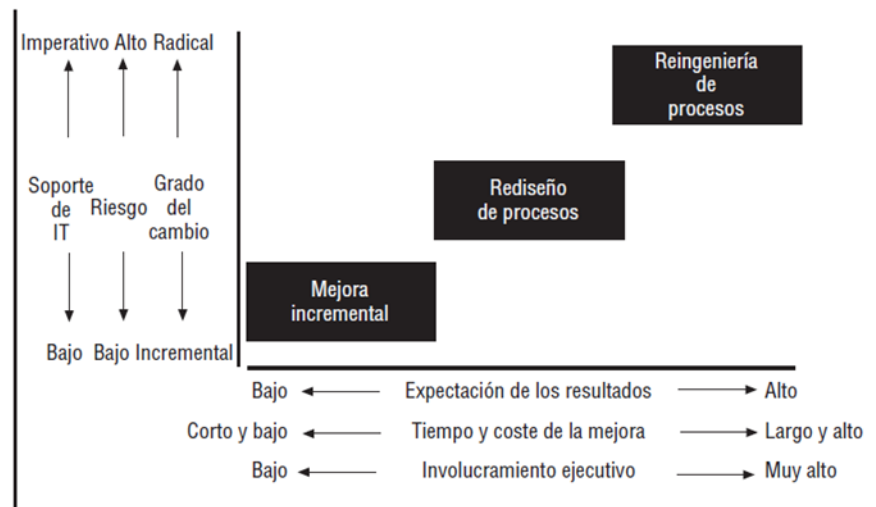 Imperativo Alto Radical
Reingeniería
de
procesos
Soporte
de
IT
Riesgo
Grado
del
cambio
Rediseño
de procesos
Mejora
incremental
Bajo Bajo Incremental
Bajo Expectación de los resultados Alto
Corto y bajo Tiempo y coste de la mejora Largo y alto
Bajo Involucramiento ejecutivo Muy alto